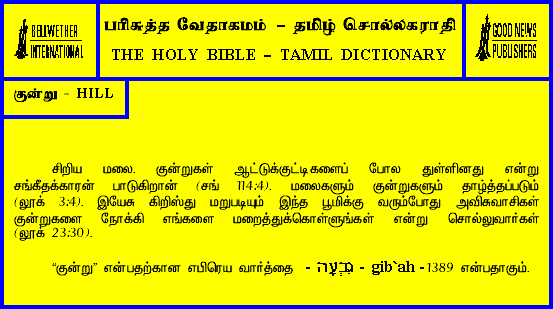 BELLWETHER
INTERNATIONAL
பரிசுத்த வேதாகமம் – தமிழ் சொல்லகராதி
THE HOLY BIBLE – TAMIL DICTIONARY
GOOD NEWS
PUBLISHERS
குன்று - HILL
சிறிய மலை. குன்றுகள் ஆட்டுக்குட்டிகளைப் போல துள்ளினது என்று
சங்கீதக்காரன் பாடுகிறான் (சங் 114:4). மலைகளும் குன்றுகளும் தாழ்த்தப்படும்
(லூக் 3:4). இயேசு கிறிஸ்து மறுபடியும் இந்த பூமிக்கு வரும்போது அவிசுவாசிகள்
குன்றுகளை நோக்கி எங்களை மறைத்துக்கொள்ளுங்கள் என்று சொல்லுவார்கள்
(லூக் 23:30).
“குன்று” என்பதற்கான எபிரெய வார்த்தை - גִּבְעָה - gib`ah -1389 என்பதாகும்.